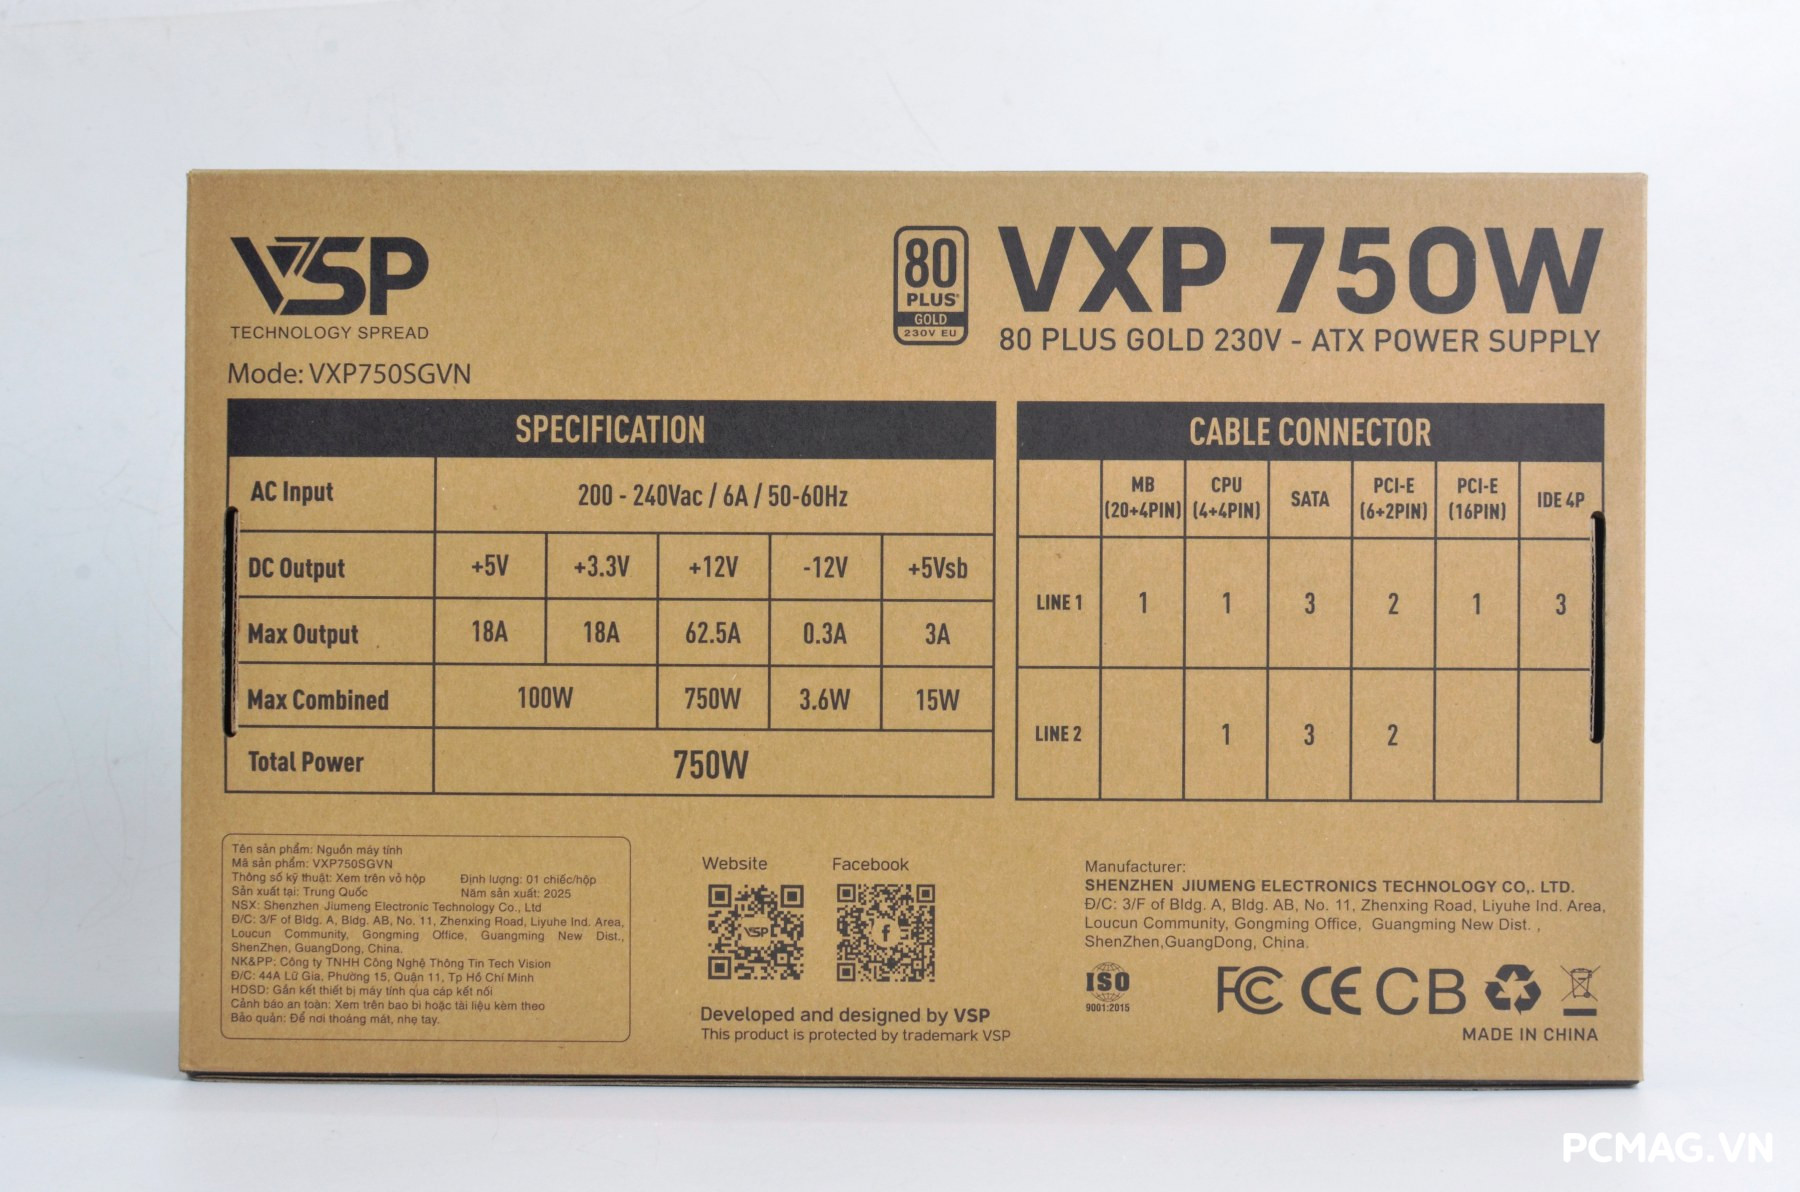 VSP
TECHNOLOGY SPREAD
Mode: VXP750SGVN
80
PLUS
GOLD
230V EU
VXP 750W
80 PLUS GOLD 230V - ATX POWER SUPPLY
SPECIFICATION
AC Input 200 - 240Vac / 6A / 50-60Hz
DC Output +5V +3.3V +12V -12V +5Vsb
Max Output 18A 18A 62.5A 0.3A 3A
Max Combined 100W 750W 3.6W 15W
Total Power 750W
CABLE CONNECTOR
MB (20+4PIN) CPU (4+4PIN) SATA PCI-E (6+2PIN) PCI-E (16PIN) IDE 4P
LINE 1 1 1 3 2 1 3
LINE 2 1 3 2
Tên sản phẩm: Nguồn máy tính
Mã sản phẩm: VXP750SGVN
Thông số kỹ thuật: Xem trên vỏ hộp Định lượng: 01 chiếc/hộp
Sản xuất tại: Trung Quốc Năm sản xuất: 2025
NSX: Shenzhen Jiumeng Electronic Technology Co., Ltd
Đ/C: 3/F of Bldg. A, Bldg. AB, No. 11, Zhenxing Road, Liyuhe Ind. Area,
Loucun Community, Gongming Office, Guangming New Dist.,
ShenZhen, GuangDong, China.
NK&PP: Công ty TNHH Công Nghệ Thông Tin Tech Vision
Đ/C: 44A Lữ Gia, Phường 15, Quận 11, Tp Hồ Chí Minh
HDSD: Gắn kết thiết bị máy tính qua cáp kết nối
Cảnh báo an toàn: Xem trên bao bì hoặc tài liệu kèm theo
Bảo quản: Để nơi thoáng mát, nhẹ tay.
Website Facebook
VSP f
Developed and designed by VSP
This product is protected by trademark VSP
Manufacturer:
SHENZHEN JIUMENG ELECTRONICS TECHNOLOGY CO,. LTD.
Đ/C: 3/F of Bldg. A, Bldg. AB, No. 11, Zhenxing Road, Liyuhe Ind. Area,
Loucun Community, Gongming Office, Guangming New Dist. ,
ShenZhen,GuangDong, China.
ISO
9001:2015
FC CE CB
MADE IN CHINA
PCMAG.VN